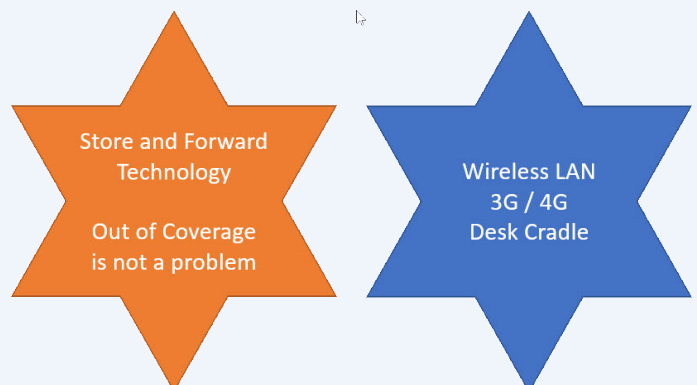 Store and Forward
Technology
Out of Coverage
is not a problem
Wireless LAN
3G / 4G
Desk Cradle